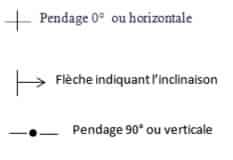 Pendage 0° ou horizontale
Flèche indiquant l'inclinaison
Pendage 90° ou verticale